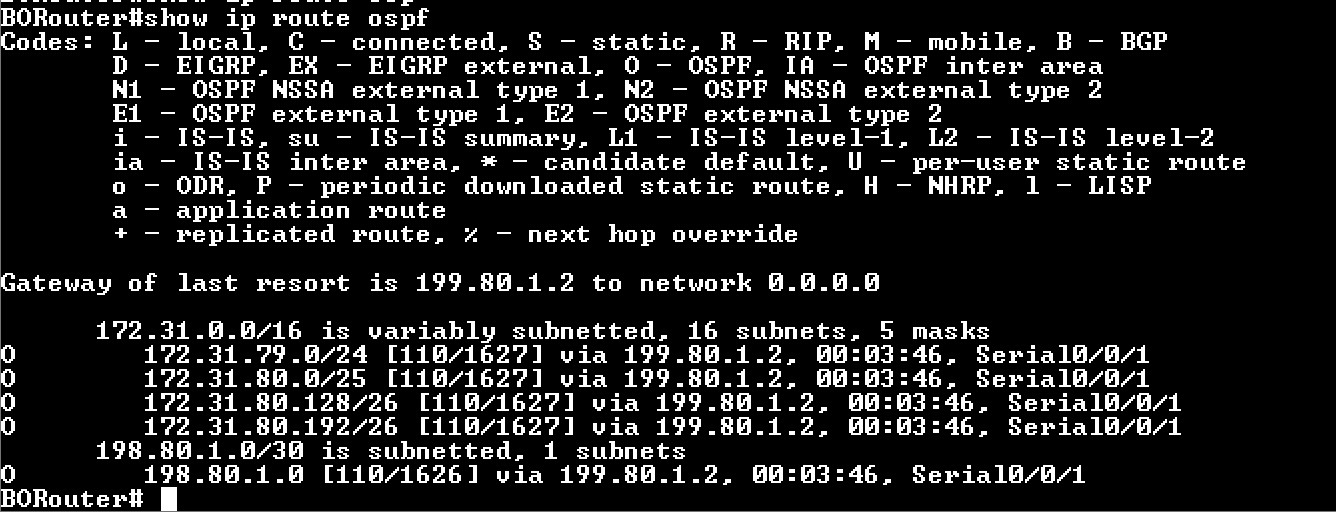 BORouter#show ip route ospf
Codes: L - local, C - connected, S - static, R - RIP, M - mobile, B - BGP
       D - EIGRP, EX - EIGRP external, O - OSPF, IA - OSPF inter area
       N1 - OSPF NSSA external type 1, N2 - OSPF NSSA external type 2
       E1 - OSPF external type 1, E2 - OSPF external type 2
       i - IS-IS, su - IS-IS summary, L1 - IS-IS level-1, L2 - IS-IS level-2
       ia - IS-IS inter area, * - candidate default, U - per-user static route
       o - ODR, P - periodic downloaded static route, H - NHRP, l - LISP
       a - application route
       + - replicated route, % - next hop override
Gateway of last resort is 199.80.1.2 to network 0.0.0.0
      172.31.0.0/16 is variably subnetted, 16 subnets, 5 masks
O        172.31.79.0/24 [110/1627] via 199.80.1.2, 00:03:46, Serial0/0/1
O        172.31.80.0/25 [110/1627] via 199.80.1.2, 00:03:46, Serial0/0/1
O        172.31.80.128/26 [110/1627] via 199.80.1.2, 00:03:46, Serial0/0/1
O        172.31.80.192/26 [110/1627] via 199.80.1.2, 00:03:46, Serial0/0/1
      198.80.1.0/30 is subnetted, 1 subnets
O        198.80.1.0 [110/1626] via 199.80.1.2, 00:03:46, Serial0/0/1
BORouter#